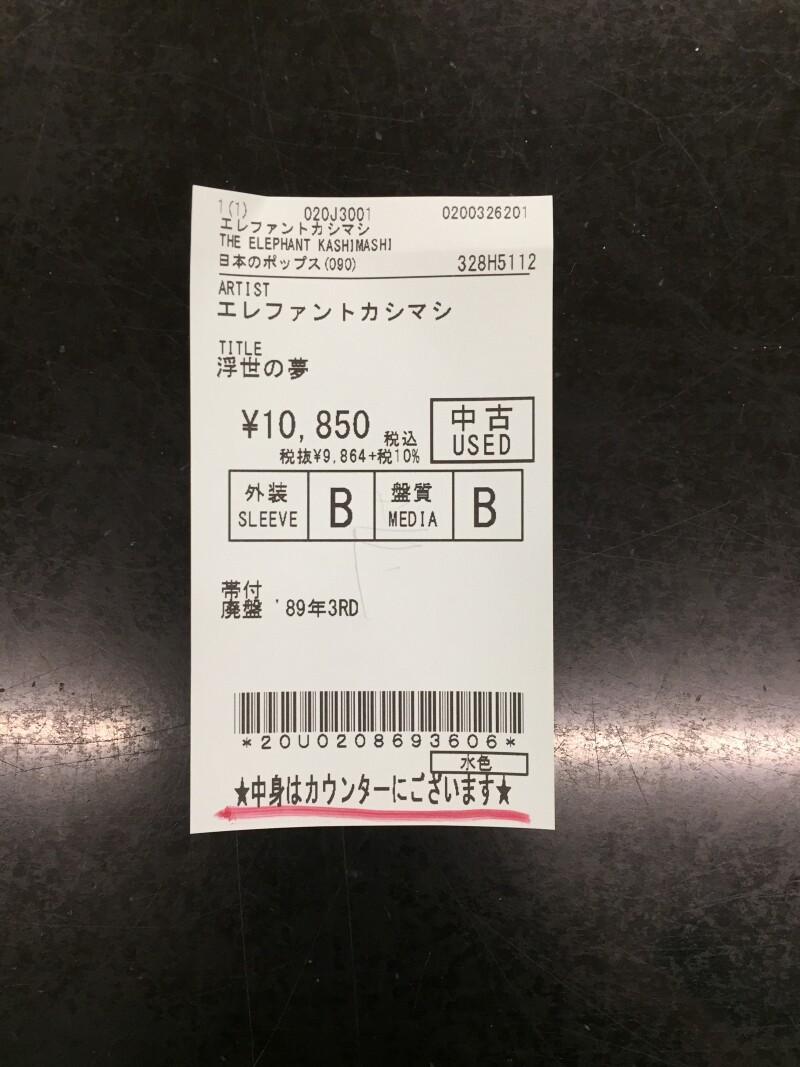 1(1) 020J3001 0200326201
エレファントカシマシ
THE ELEPHANT KASHIMASHI
日本のポップス(090) 328H5112
ARTIST
エレファントカシマシ
TITLE
浮世の夢
¥10,850 税込
税抜¥9,864+税10%
中古
USED
外装
SLEEVE
B
盤質
MEDIA
B
帯付
廃盤 '89年3RD
*20U0208693606*
水色
★中身はカウンターにございます★